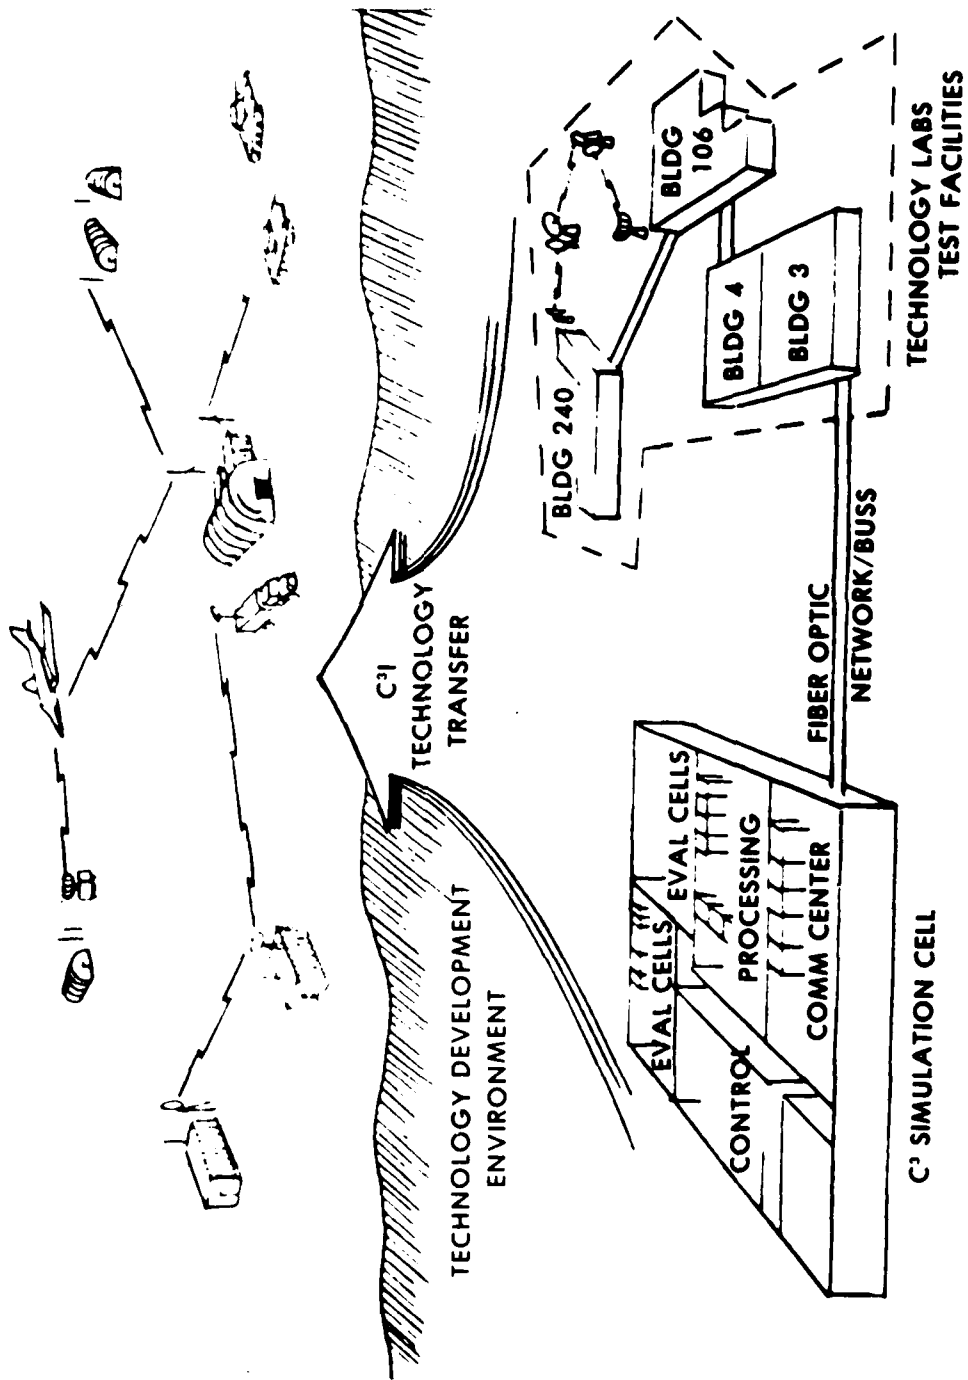 C³I
TECHNOLOGY
TRANSFER
TECHNOLOGY DEVELOPMENT
ENVIRONMENT
EVAL CELLS
EVAL CELLS
CONTROL
PROCESSING
COMM CENTER
C³ SIMULATION CELL
FIBER OPTIC
NETWORK/BUSS
BLDG 240
BLDG
106
BLDG 4
BLDG 3
TECHNOLOGY LABS
TEST FACILITIES